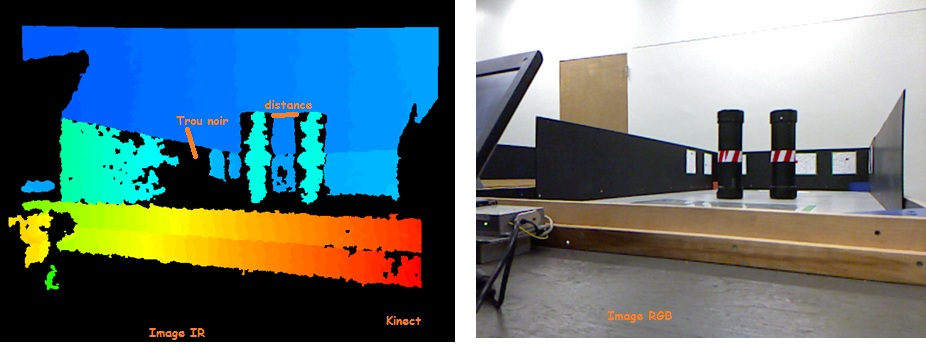 distance
Trou noir
Kinect
Image IR
Image RGB